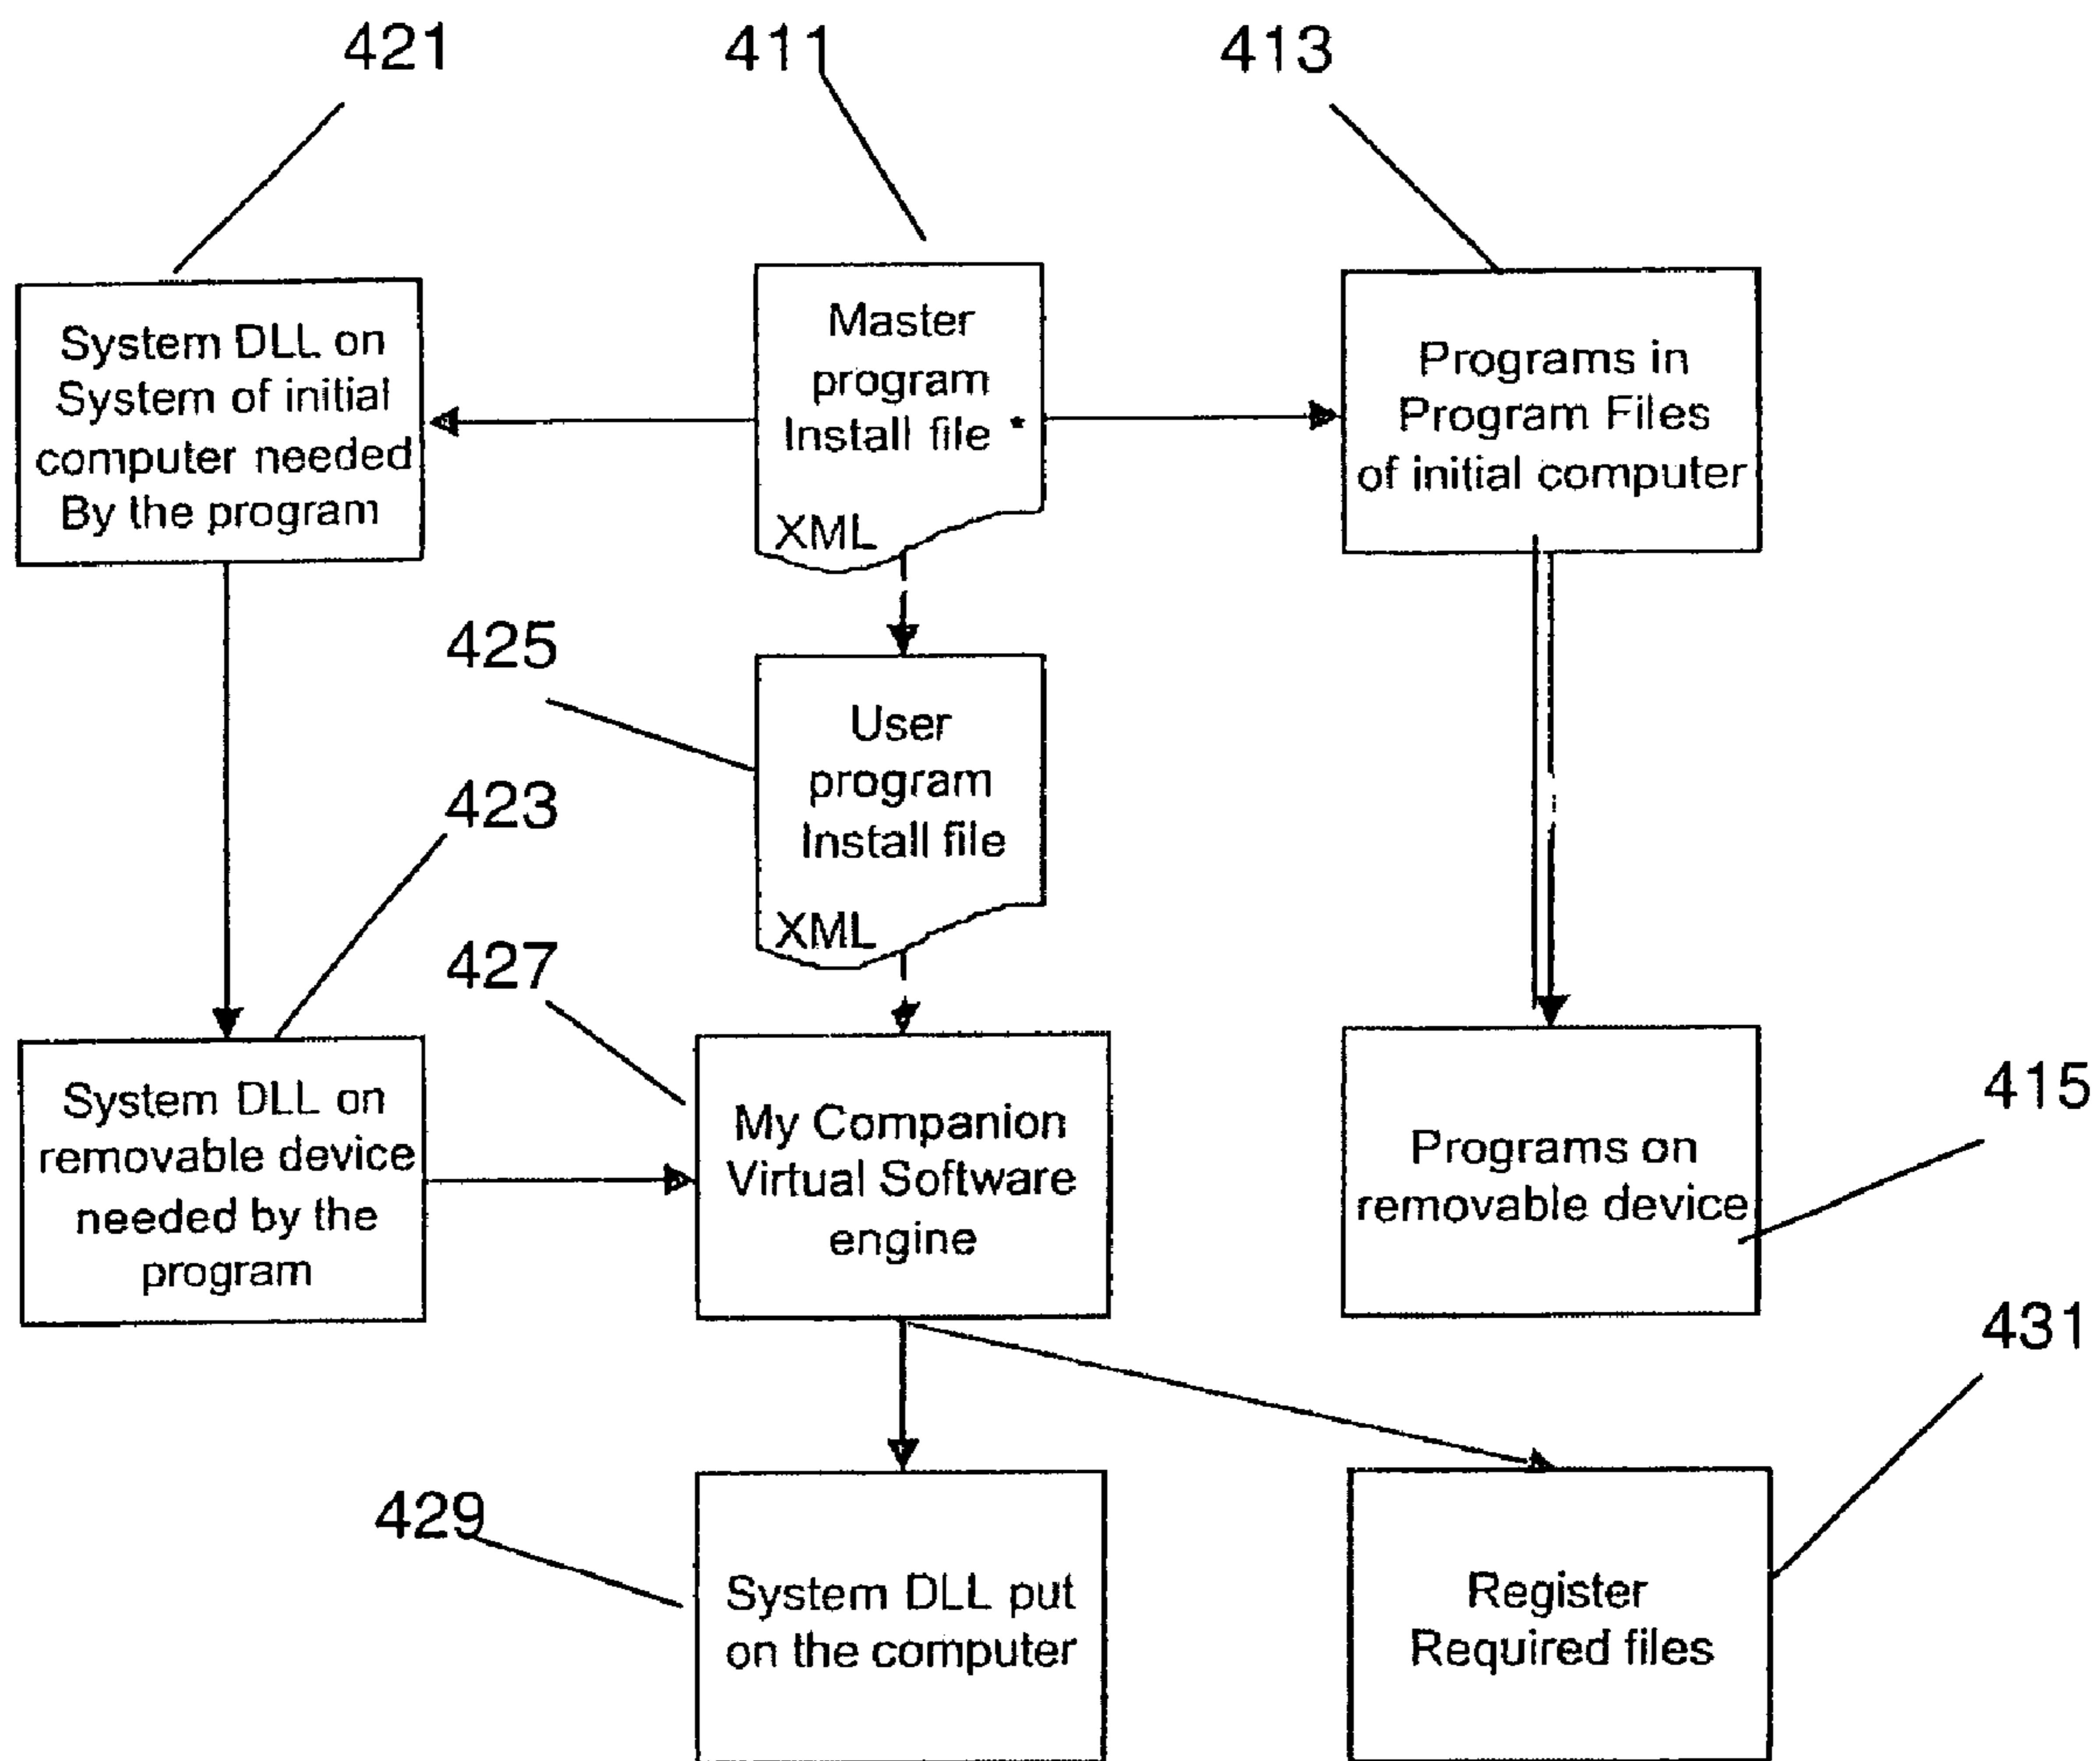 421
411
413
System DLL on
System of initial
computer needed
By the program
Master
program
Install file *
XML
Programs in
Program Files
of initial computer
425
User
program
Install file
XML
423
427
System DLL on
removable device
needed by the
program
My Companion
Virtual Software
engine
Programs on
removable device
415
431
429
System DLL put
on the computer
Register
Required files